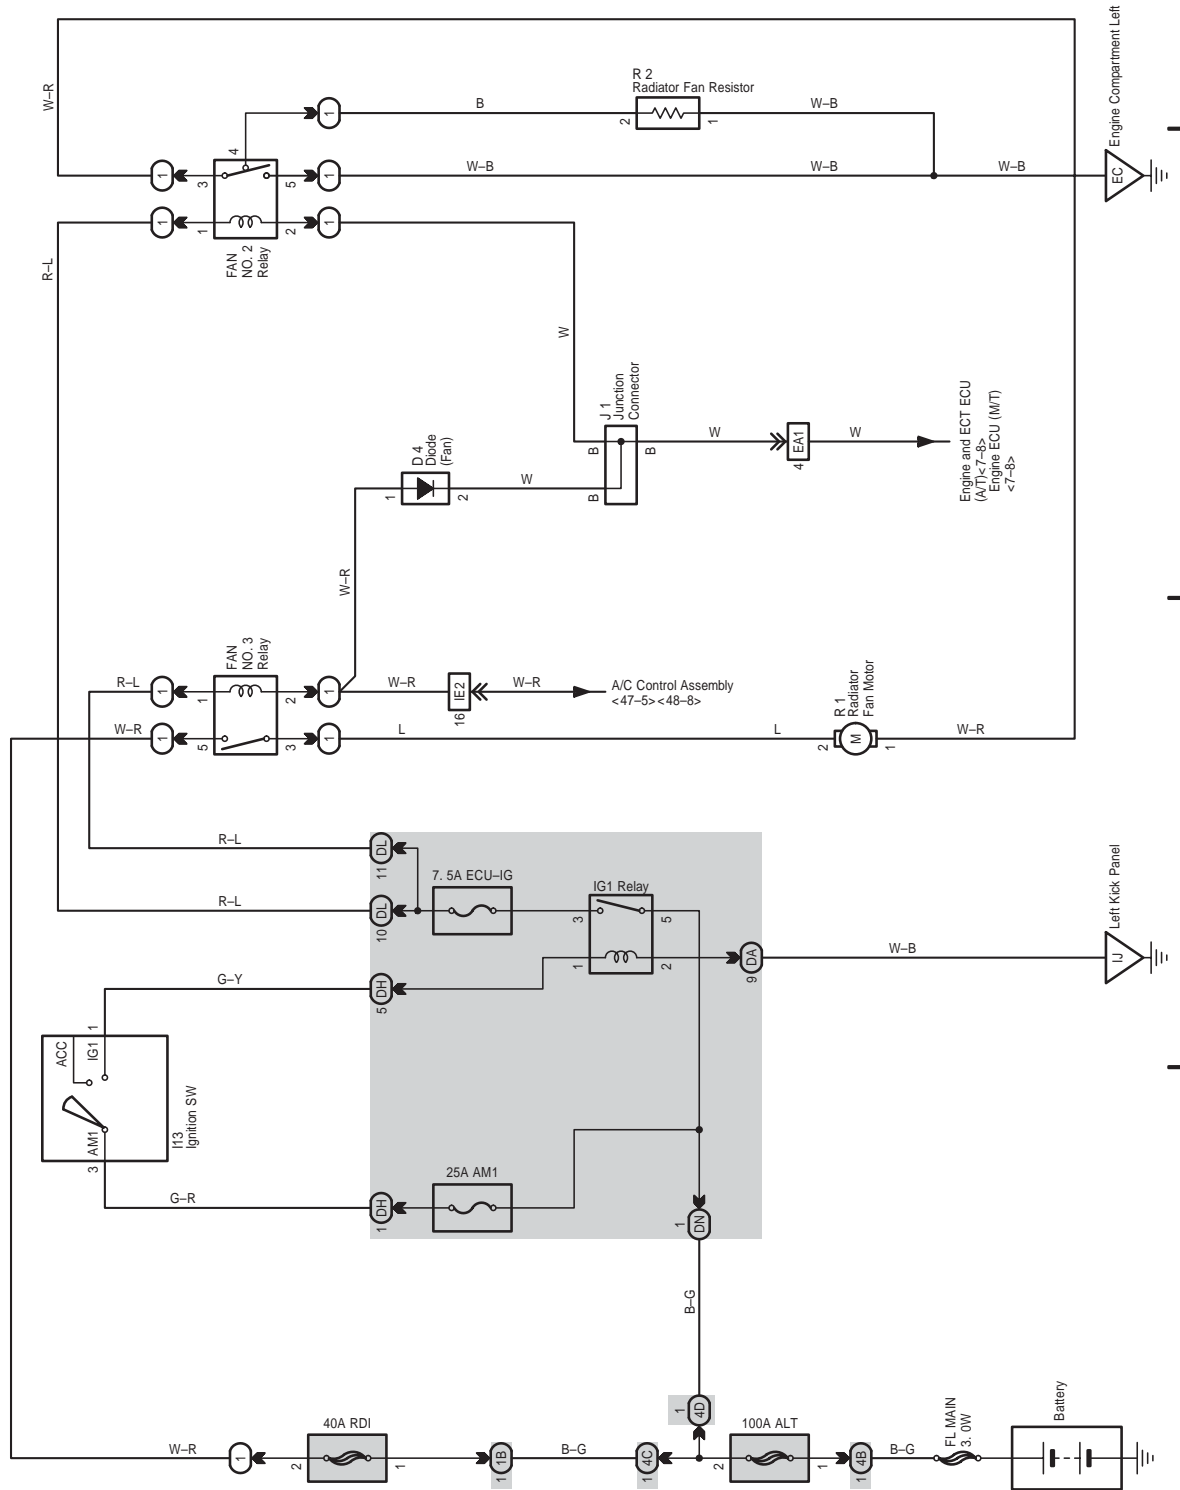 Engine Compartment Left
R 2
Radiator Fan Resistor
B
2
1
W–B
W–R
4
1
1
3
5
1
W–B
W–B
W–B
EC
1
1
2
1
R–L
FAN
NO. 2
Relay
W
J 1
Junction
Connector
D 4
Diode
(Fan)
1
2
W
B
B
B
W
4
EA1
W
Engine and ECT ECU
(A/T)<7–8>
Engine ECU (M/T)
<7–8>
W–R
FAN
NO. 3
Relay
R–L
1
1
2
1
W–R
16
IE2
W–R
A/C Control Assembly
<47–5><48–8>
W–R
1
5
3
1
L
L
R 1
Radiator
Fan Motor
2
M
1
W–R
R–L
11
DL
7. 5A ECU–IG
IG1 Relay
R–L
10
DL
3
5
1
2
9
DA
W–B
IJ
Left Kick Panel
G–Y
5
DH
1
ACC
IG1
AM1
3
I13
Ignition SW
25A AM1
G–R
1
DH
1
DN
B–G
1
4D
40A RDI
100A ALT
FL MAIN
3. 0W
Battery
W–R
1
2
1
1
1B
B–G
1
4C
2
1
1
4B
B–G